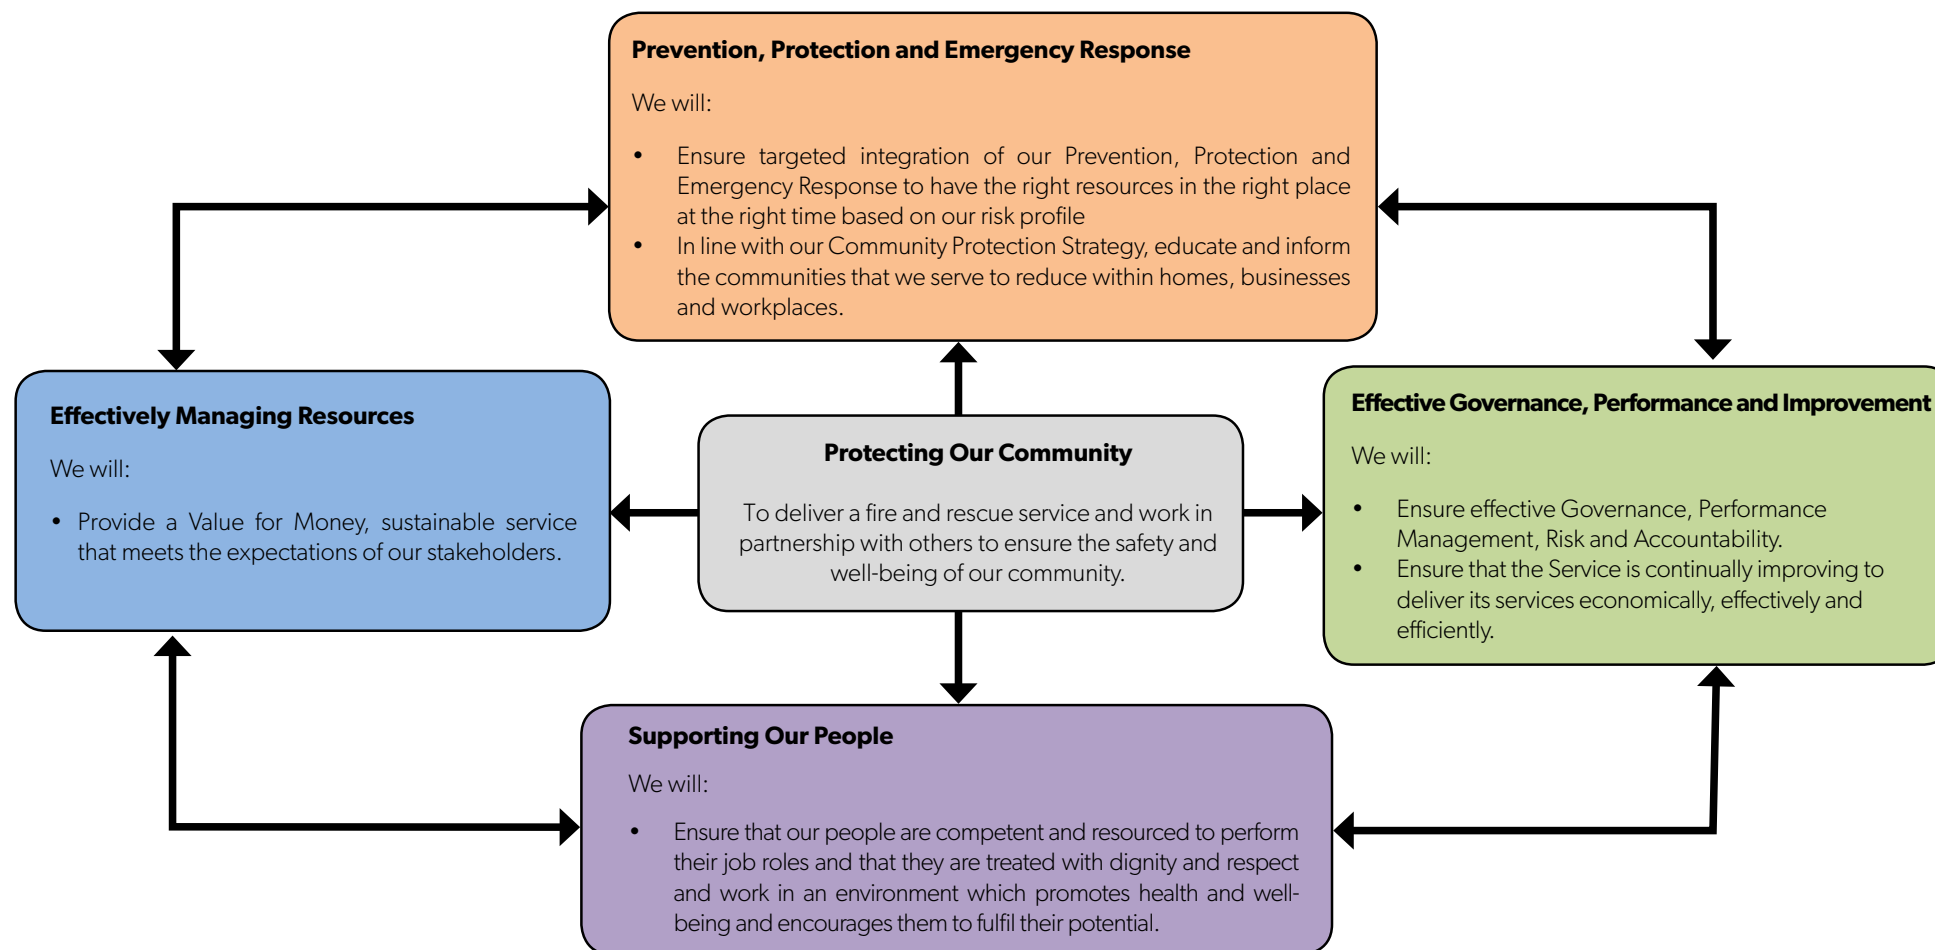 Prevention, Protection and Emergency Response
We will:
• Ensure targeted integration of our Prevention, Protection and
Emergency Response to have the right resources in the right place
at the right time based on our risk profile
• In line with our Community Protection Strategy, educate and inform
the communities that we serve to reduce within homes, businesses
and workplaces.
Effectively Managing Resources
We will:
• Provide a Value for Money, sustainable service
that meets the expectations of our stakeholders.
Protecting Our Community
To deliver a fire and rescue service and work in
partnership with others to ensure the safety and
well-being of our community.
Effective Governance, Performance and Improvement
We will:
• Ensure effective Governance, Performance
Management, Risk and Accountability.
• Ensure that the Service is continually improving to
deliver its services economically, effectively and
efficiently.
Supporting Our People
We will:
• Ensure that our people are competent and resourced to perform
their job roles and that they are treated with dignity and respect
and work in an environment which promotes health and well-
being and encourages them to fulfil their potential.